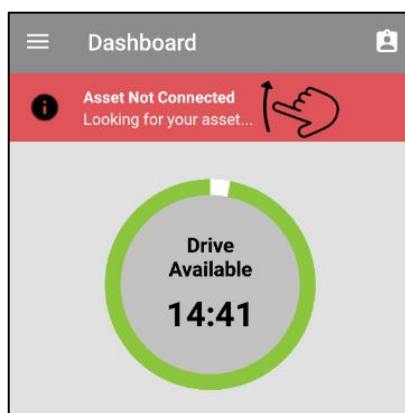 Dashboard
Asset Not Connected
Looking for your asset...
Drive
Available
14:41